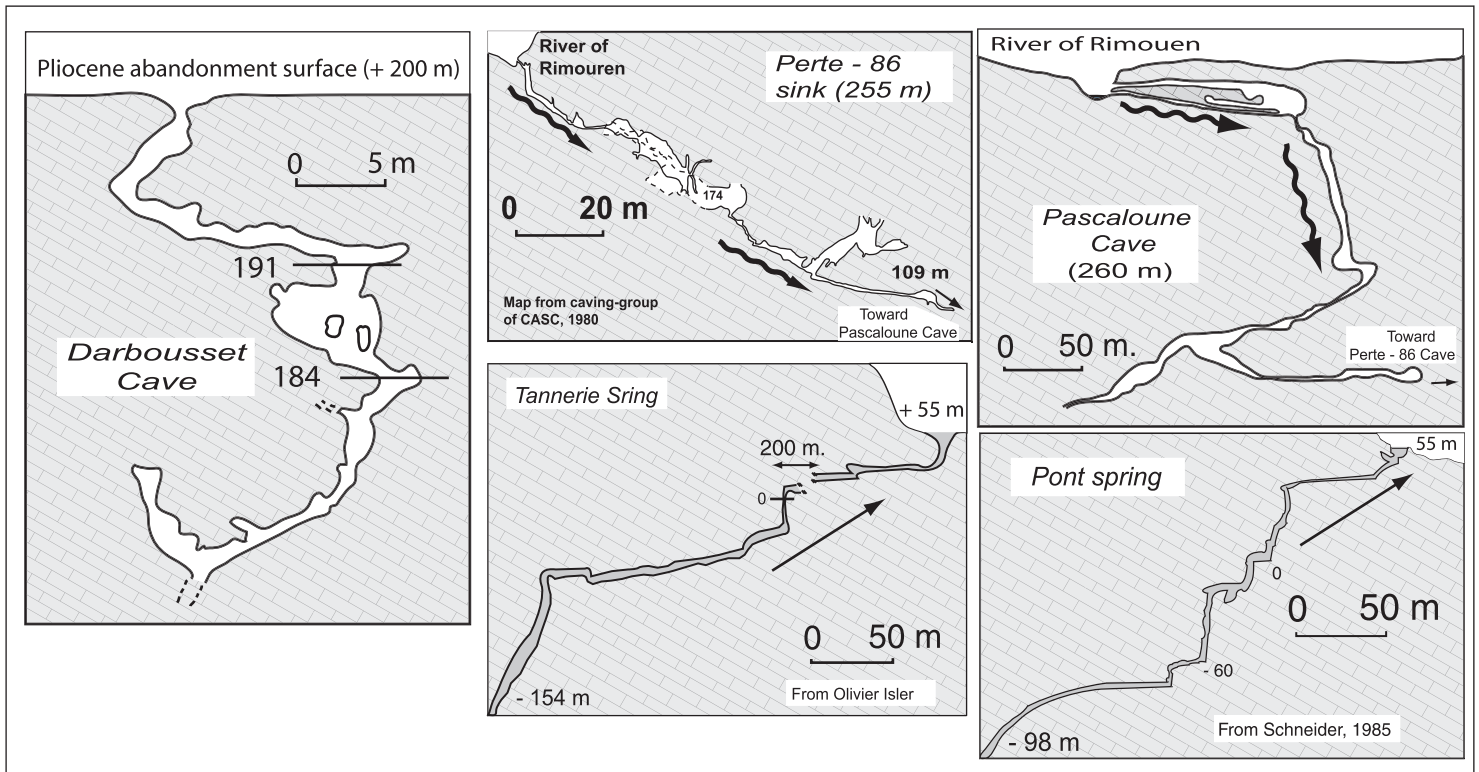 Pliocene abandonment surface (+ 200 m)
0 5 m
191
Darbousset
Cave
184
River of
Rimouren
Perte - 86
sink (255 m)
174
0 20 m
109 m
Map from caving-group
of CASC, 1980
Toward
Pascaloune Cave
River of Rimouen
Pascaloune
Cave
(260 m)
0 50 m.
Toward
Perte - 86 Cave
Tannerie Sring
+ 55 m
200 m.
0
0 50 m
- 154 m
From Olivier Isler
55 m
Pont spring
0
0 50 m
- 60
From Schneider, 1985
- 98 m